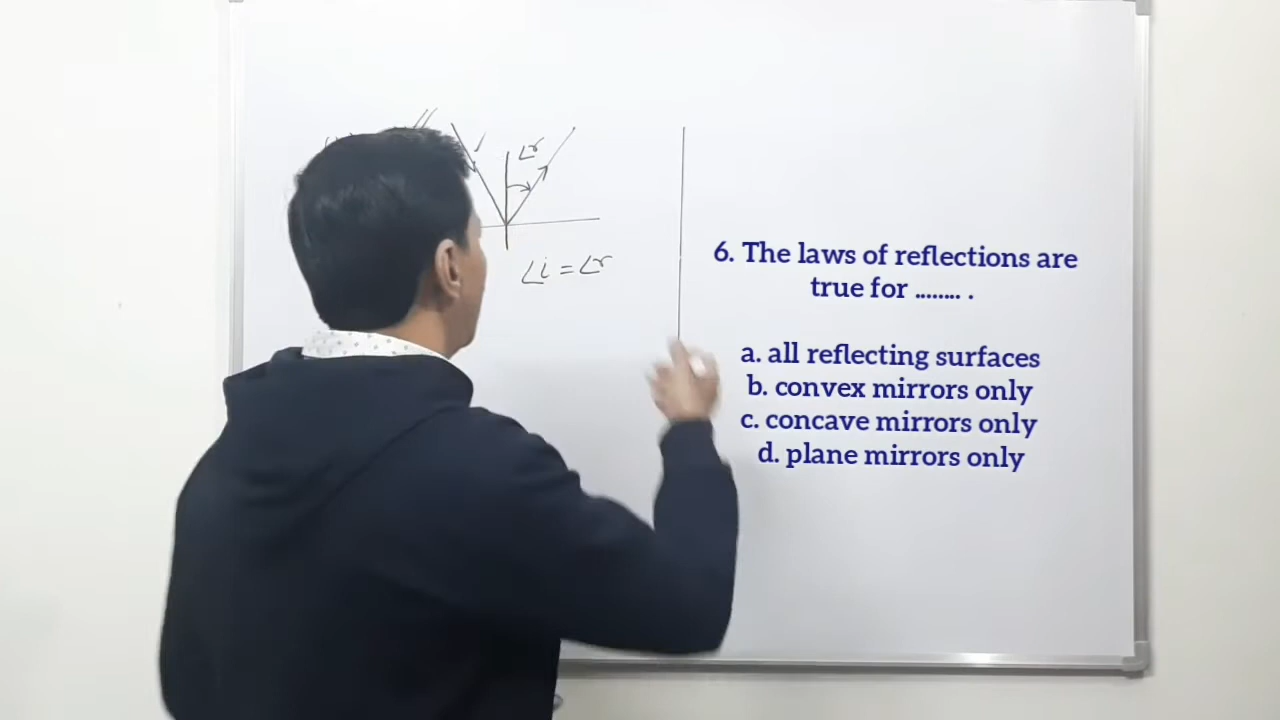 ∠r
∠i = ∠r
6. The laws of reflections are
true for ........ .
a. all reflecting surfaces
b. convex mirrors only
c. concave mirrors only
d. plane mirrors only